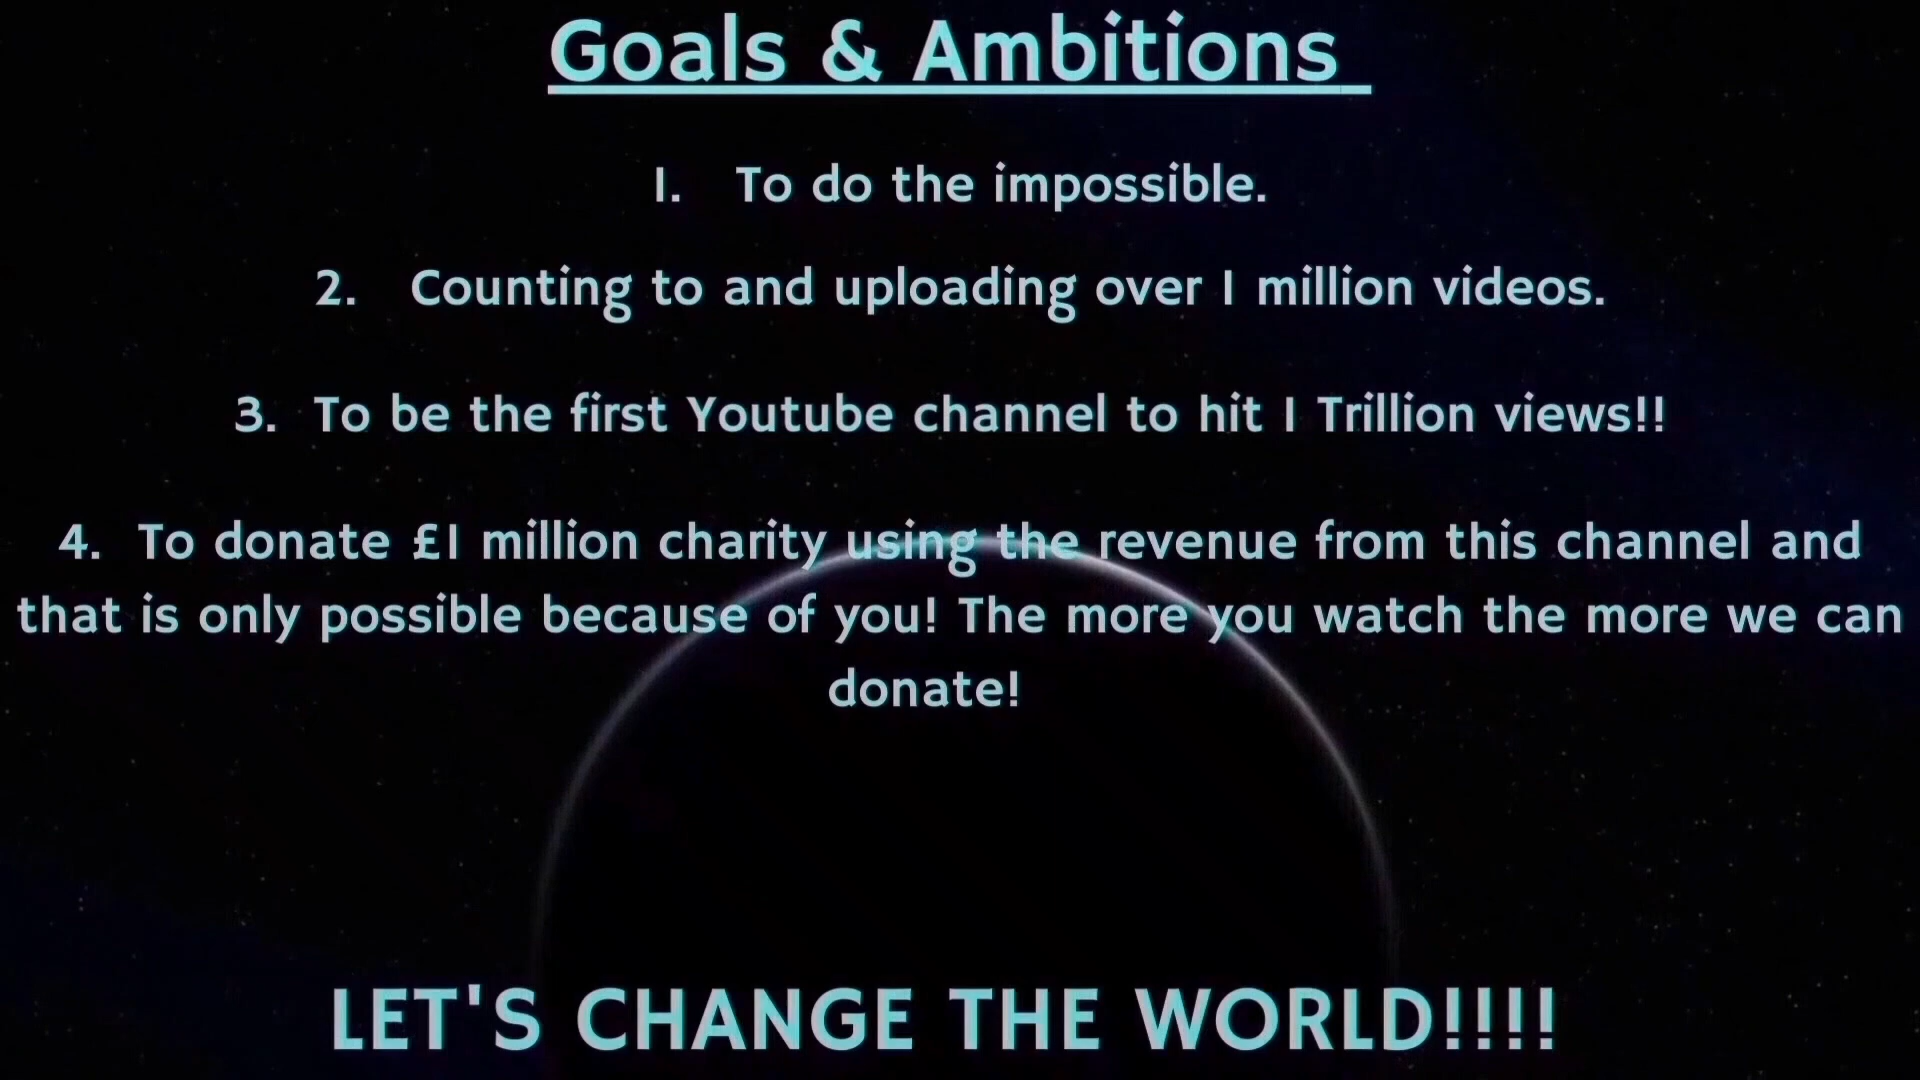 Goals & Ambitions
1. To do the impossible.
2. Counting to and uploading over 1 million videos.
3. To be the first Youtube channel to hit 1 Trillion views!!
4. To donate £1 million charity using the revenue from this channel and
that is only possible because of you! The more you watch the more we can
donate!
LET'S CHANGE THE WORLD!!!!